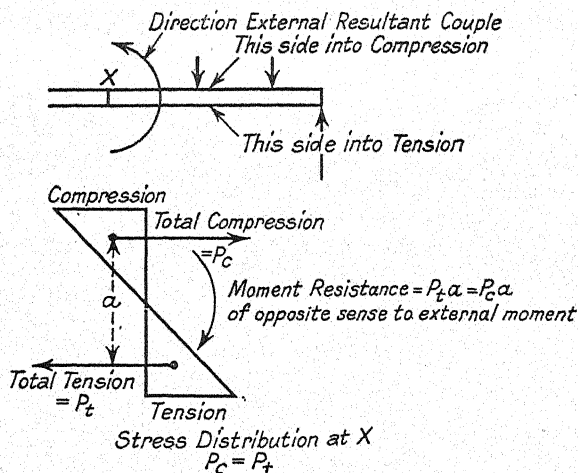 Direction External Resultant Couple
This side into Compression
X
This side into Tension
Compression
Total Compression
=Pc
a
Moment Resistance = Pt a = Pc a
of opposite sense to external moment
Total Tension
= Pt
Tension
Stress Distribution at X
Pc = Pt